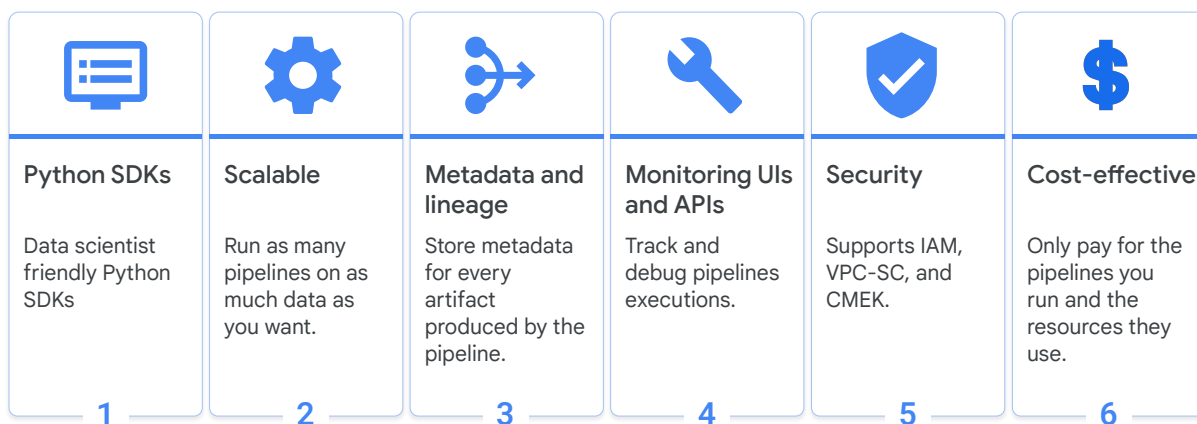 Python SDKs
Data scientist
friendly Python
SDKs
1
Scalable
Run as many
pipelines on as
much data as
you want.
2
Metadata and
lineage
Store metadata
for every
artifact
produced by the
pipeline.
3
Monitoring UIs
and APIs
Track and
debug pipelines
executions.
4
Security
Supports IAM,
VPC-SC, and
CMEK.
5
$
Cost-effective
Only pay for the
pipelines you
run and the
resources they
use.
6